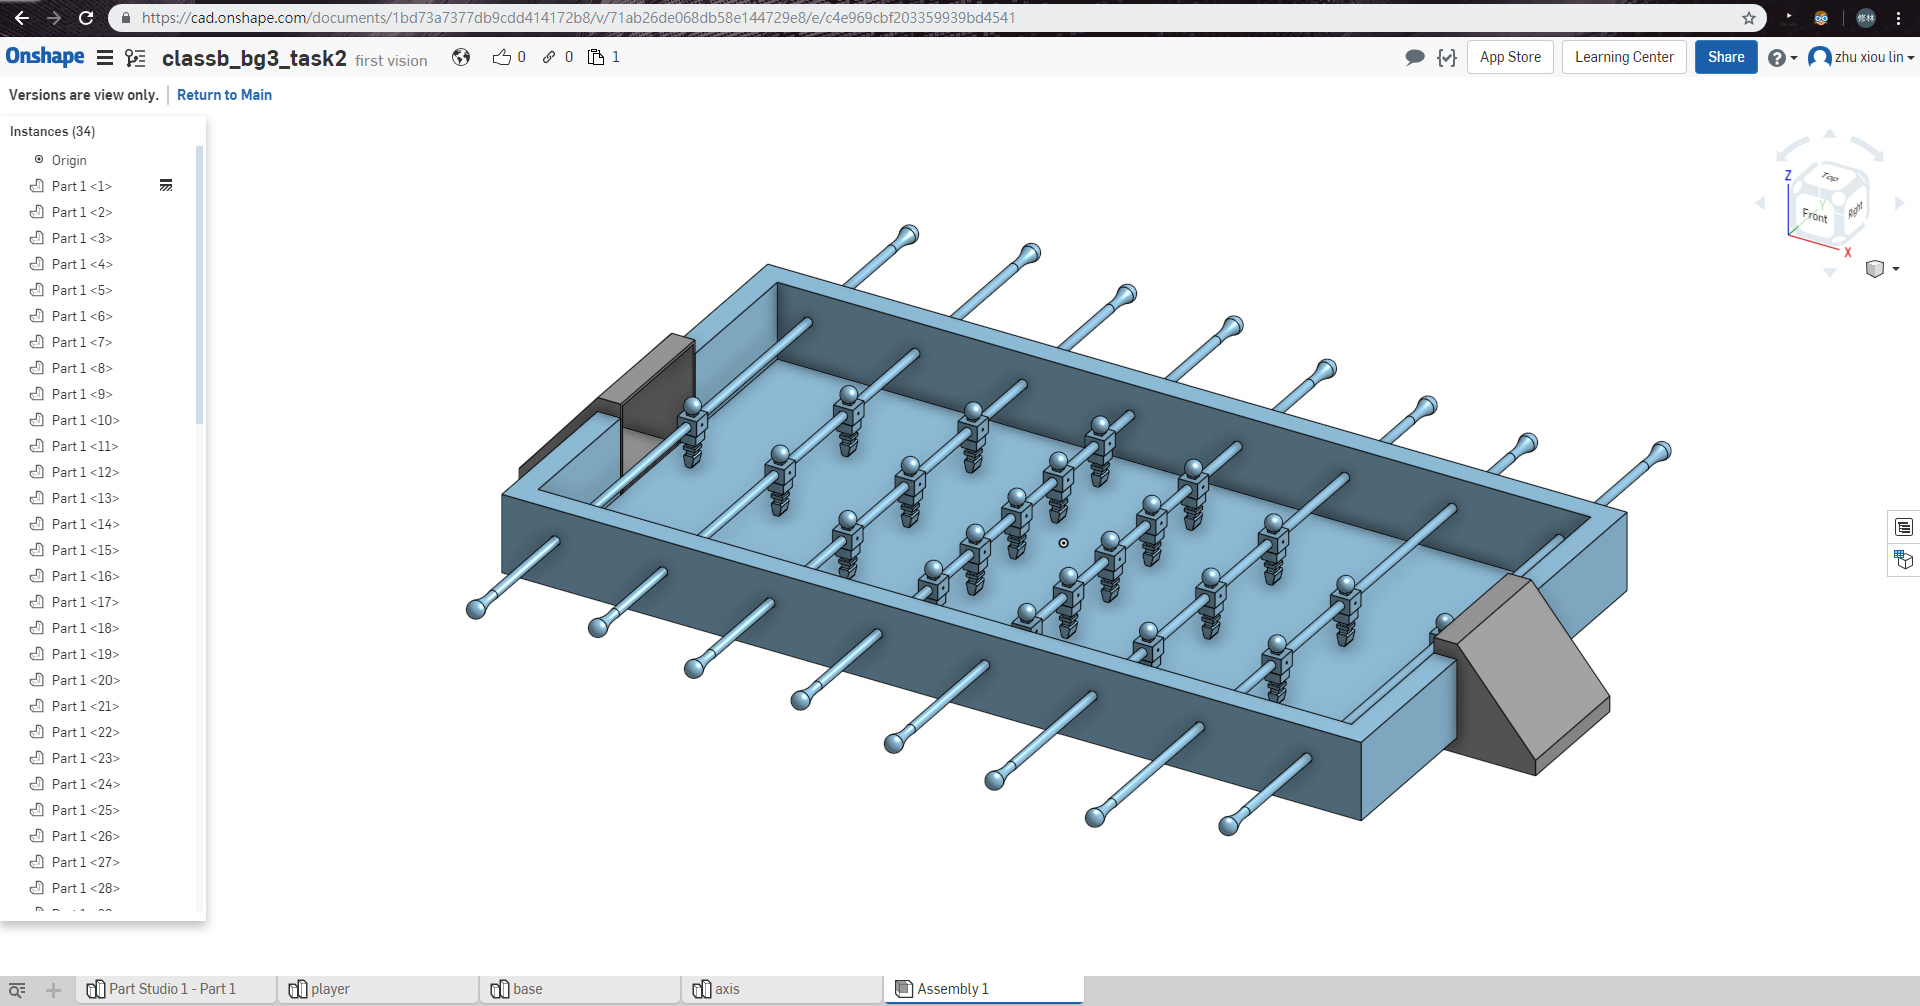 https://cad.onshape.com/documents/1bd73a7377db9cdd414172b8/v/71ab26de068db58e144729e8/e/c4e969cbf203359939bd4541
修林
Onshape classb_bg3_task2 first vision 0 0 1 App Store Learning Center Share zhu xiou lin
Versions are view only. Return to Main
Instances (34)
Origin
Part 1 <1>
Part 1 <2>
Part 1 <3>
Part 1 <4>
Part 1 <5>
Part 1 <6>
Part 1 <7>
Part 1 <8>
Part 1 <9>
Part 1 <10>
Part 1 <11>
Part 1 <12>
Part 1 <13>
Part 1 <14>
Part 1 <15>
Part 1 <16>
Part 1 <17>
Part 1 <18>
Part 1 <19>
Part 1 <20>
Part 1 <21>
Part 1 <22>
Part 1 <23>
Part 1 <24>
Part 1 <25>
Part 1 <26>
Part 1 <27>
Part 1 <28>
Z
Top
Y
Front
Right
X
Part Studio 1 - Part 1 player base axis Assembly 1